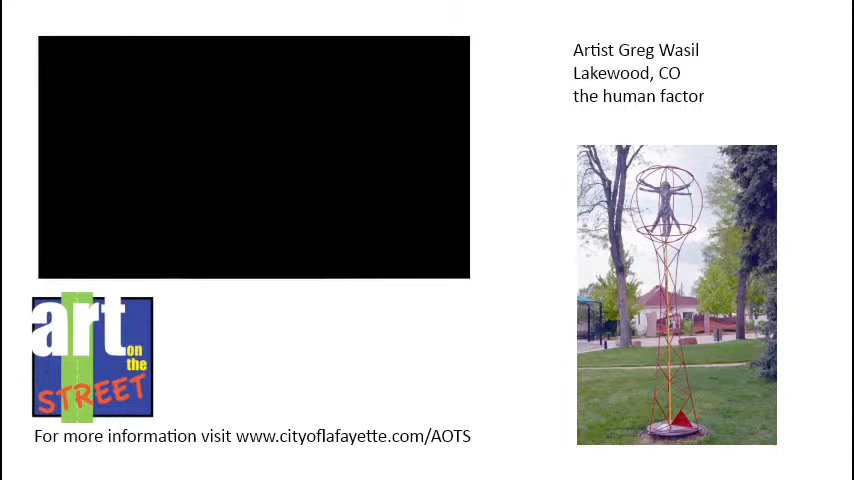 Artist Greg Wasil
Lakewood, CO
the human factor
art
on
the
STREET
For more information visit www.cityoflafayette.com/AOTS